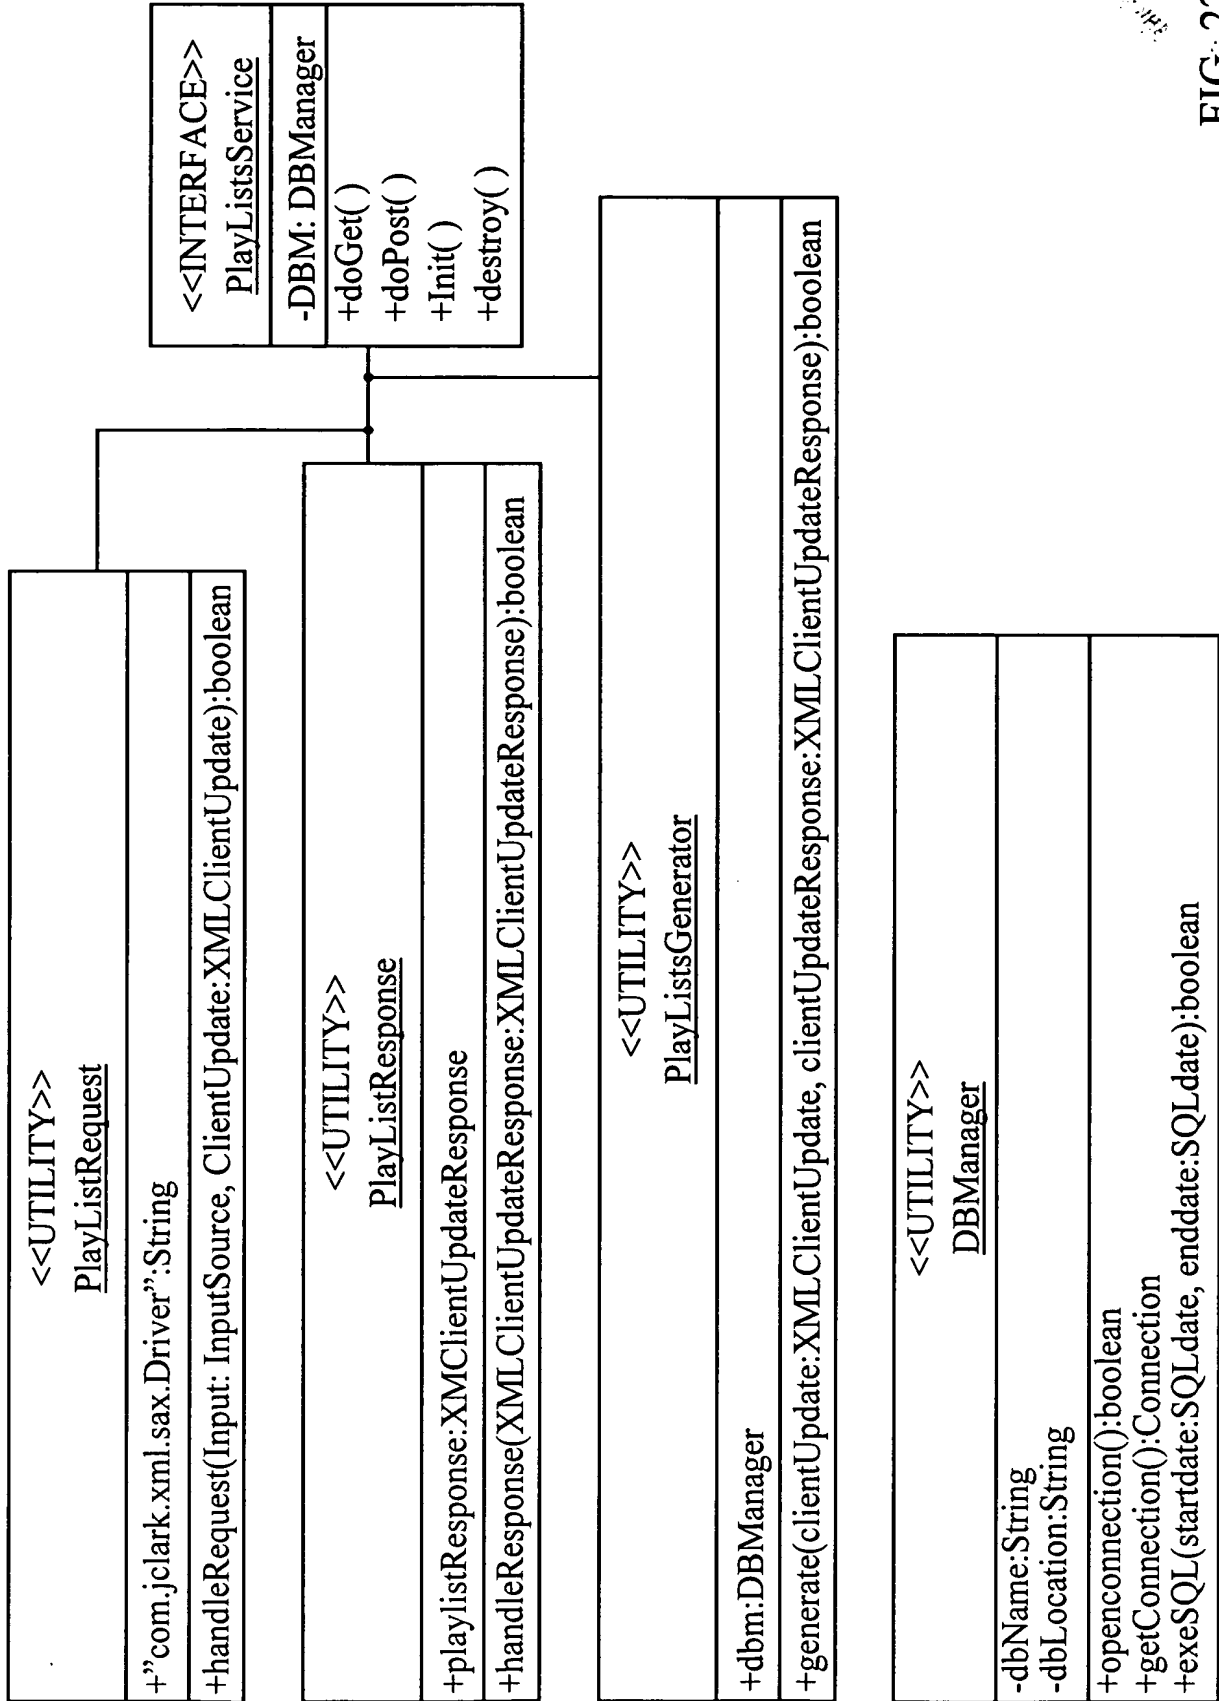 <<UTILITY>>
PlayListRequest
+"com.jclark.xml.sax.Driver":String
+handleRequest(Input: InputSource, ClientUpdate:XMLClientUpdate):boolean
<<UTILITY>>
PlayListResponse
+playlistResponse:XMClientUpdateResponse
+handleResponse(XMLClientUpdateResponse:XMLClientUpdateResponse):boolean
<<INTERFACE>>
PlayListsService
-DBM: DBManager
+doGet( )
+doPost( )
+Init( )
+destroy( )
<<UTILITY>>
PlayListsGenerator
+dbm:DBManager
+generate(clientUpdate:XMLClientUpdate, clientUpdateResponse:XMLClientUpdateResponse):boolean
<<UTILITY>>
DBManager
-dbName:String
-dbLocation:String
+openconnection():boolean
+getConnection():Connection
+exeSQL(startdate:SQLdate, enddate:SQLdate):boolean
FIG.